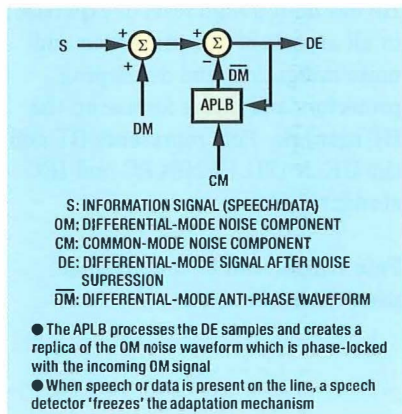 S
+
+
Σ
+
Σ
DE
−
D̅M̅
APLB
DM
CM
S: INFORMATION SIGNAL (SPEECH/DATA)
OM: DIFFERENTIAL-MODE NOISE COMPONENT
CM: COMMON-MODE NOISE COMPONENT
DE: DIFFERENTIAL-MODE SIGNAL AFTER NOISE
SUPRESSION
D̅M̅: DIFFERENTIAL-MODE ANTI-PHASE WAVEFORM
● The APLB processes the DE samples and creates a
replica of the OM noise waveform which is phase-locked
with the incoming OM signal
● When speech or data is present on the line, a speech
detector 'freezes' the adaptation mechanism